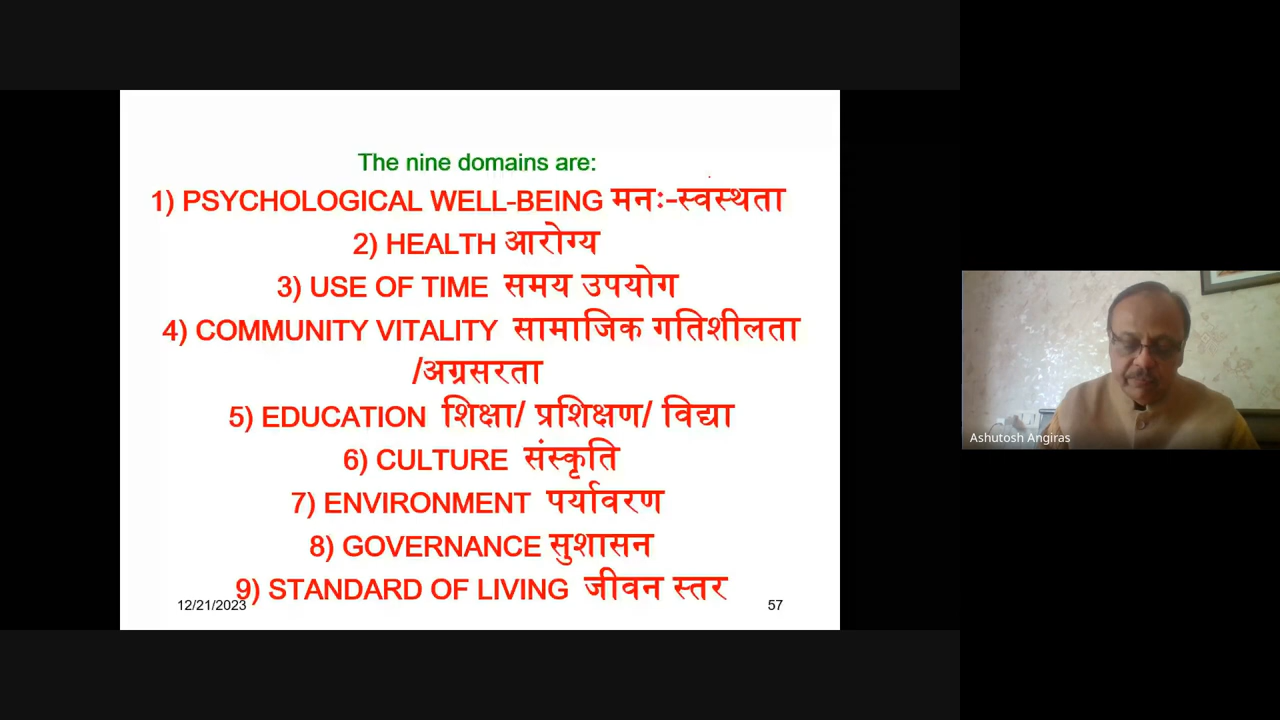 The nine domains are:
1) PSYCHOLOGICAL WELL-BEING मनः-स्वस्थता
2) HEALTH आरोग्य
3) USE OF TIME समय उपयोग
4) COMMUNITY VITALITY सामाजिक गतिशीलता
/अग्रसरता
5) EDUCATION शिक्षा/ प्रशिक्षण/ विद्या
6) CULTURE संस्कृति
7) ENVIRONMENT पर्यावरण
8) GOVERNANCE सुशासन
9) STANDARD OF LIVING जीवन स्तर
12/21/2023
57
Ashutosh Angiras